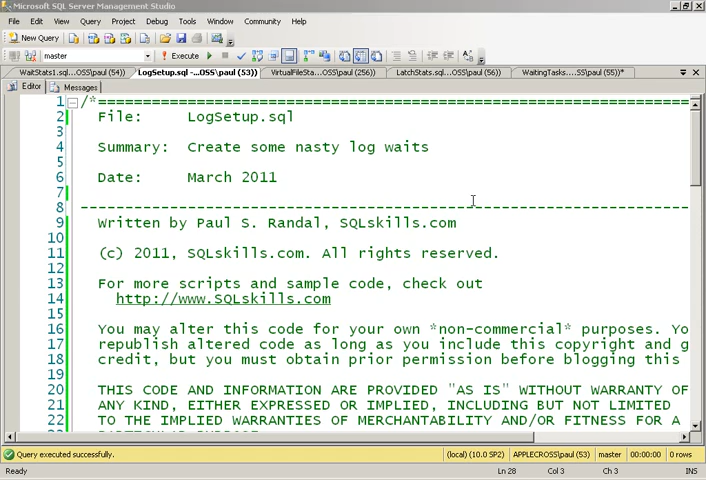 Microsoft SQL Server Management Studio
File Edit View Query Project Debug Tools Window Community Help
New Query
master Execute
WaitStats1.sql...OSS\paul (54)) LogSetup.sql -...OSS\paul (53)) VirtualFileSta...OSS\paul (256)) LatchStats.sql...OSS\paul (56)) WaitingTasks....SS\paul (55))*
Editor Messages
1 /*============================================================================
2 File: LogSetup.sql
3
4 Summary: Create some nasty log waits
5
6 Date: March 2011
7
8 ------------------------------------------------------------------------------
9 Written by Paul S. Randal, SQLskills.com
10
11 (c) 2011, SQLskills.com. All rights reserved.
12
13 For more scripts and sample code, check out
14 http://www.SQLskills.com
15
16 You may alter this code for your own *non-commercial* purposes. Yo
17 republish altered code as long as you include this copyright and g
18 credit, but you must obtain prior permission before blogging this
19
20 THIS CODE AND INFORMATION ARE PROVIDED "AS IS" WITHOUT WARRANTY OF
21 ANY KIND, EITHER EXPRESSED OR IMPLIED, INCLUDING BUT NOT LIMITED
22 TO THE IMPLIED WARRANTIES OF MERCHANTABILITY AND/OR FITNESS FOR A
Query executed successfully. (local) (10.0 SP2) APPLECROSS\paul (53) master 00:00:00 0 rows
Ready Ln 28 Col 3 Ch 3